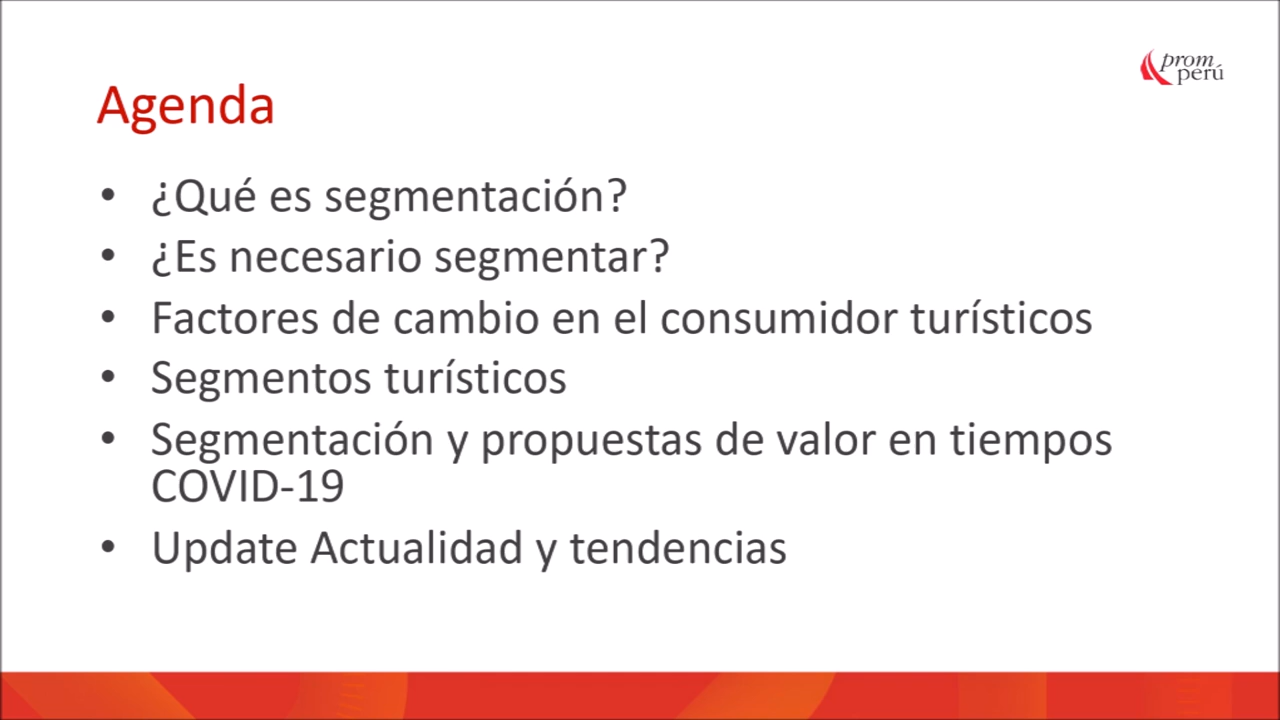 prom
perú
Agenda
• ¿Qué es segmentación?
• ¿Es necesario segmentar?
• Factores de cambio en el consumidor turísticos
• Segmentos turísticos
• Segmentación y propuestas de valor en tiempos
COVID-19
• Update Actualidad y tendencias